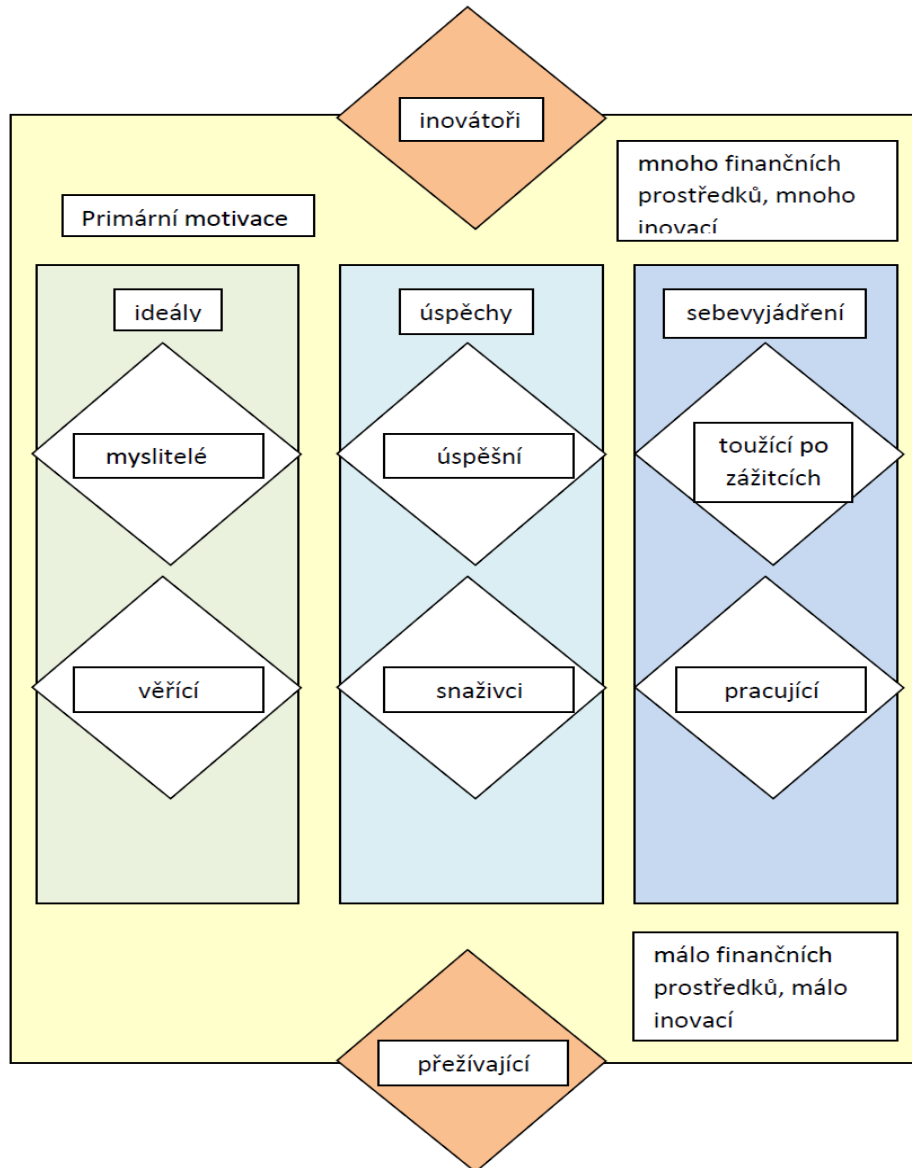 inovátoři
mnoho finančních
prostředků, mnoho
inovací
Primární motivace
ideály
úspěchy
sebevyjádření
myslitelé
úspěšní
toužící po
zážitcích
věřící
snaživci
pracující
málo finančních
prostředků, málo
inovací
přežívající